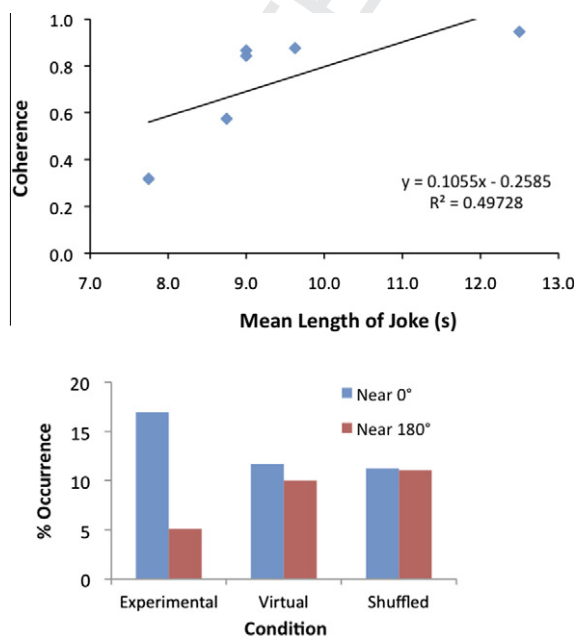 1.0
0.8
0.6
0.4
0.2
0.0
Coherence
y = 0.1055x - 0.2585
R² = 0.49728
7.0 8.0 9.0 10.0 11.0 12.0 13.0
Mean Length of Joke (s)
20
15
10
5
0
% Occurrence
Near 0°
Near 180°
Experimental Virtual Shuffled
Condition